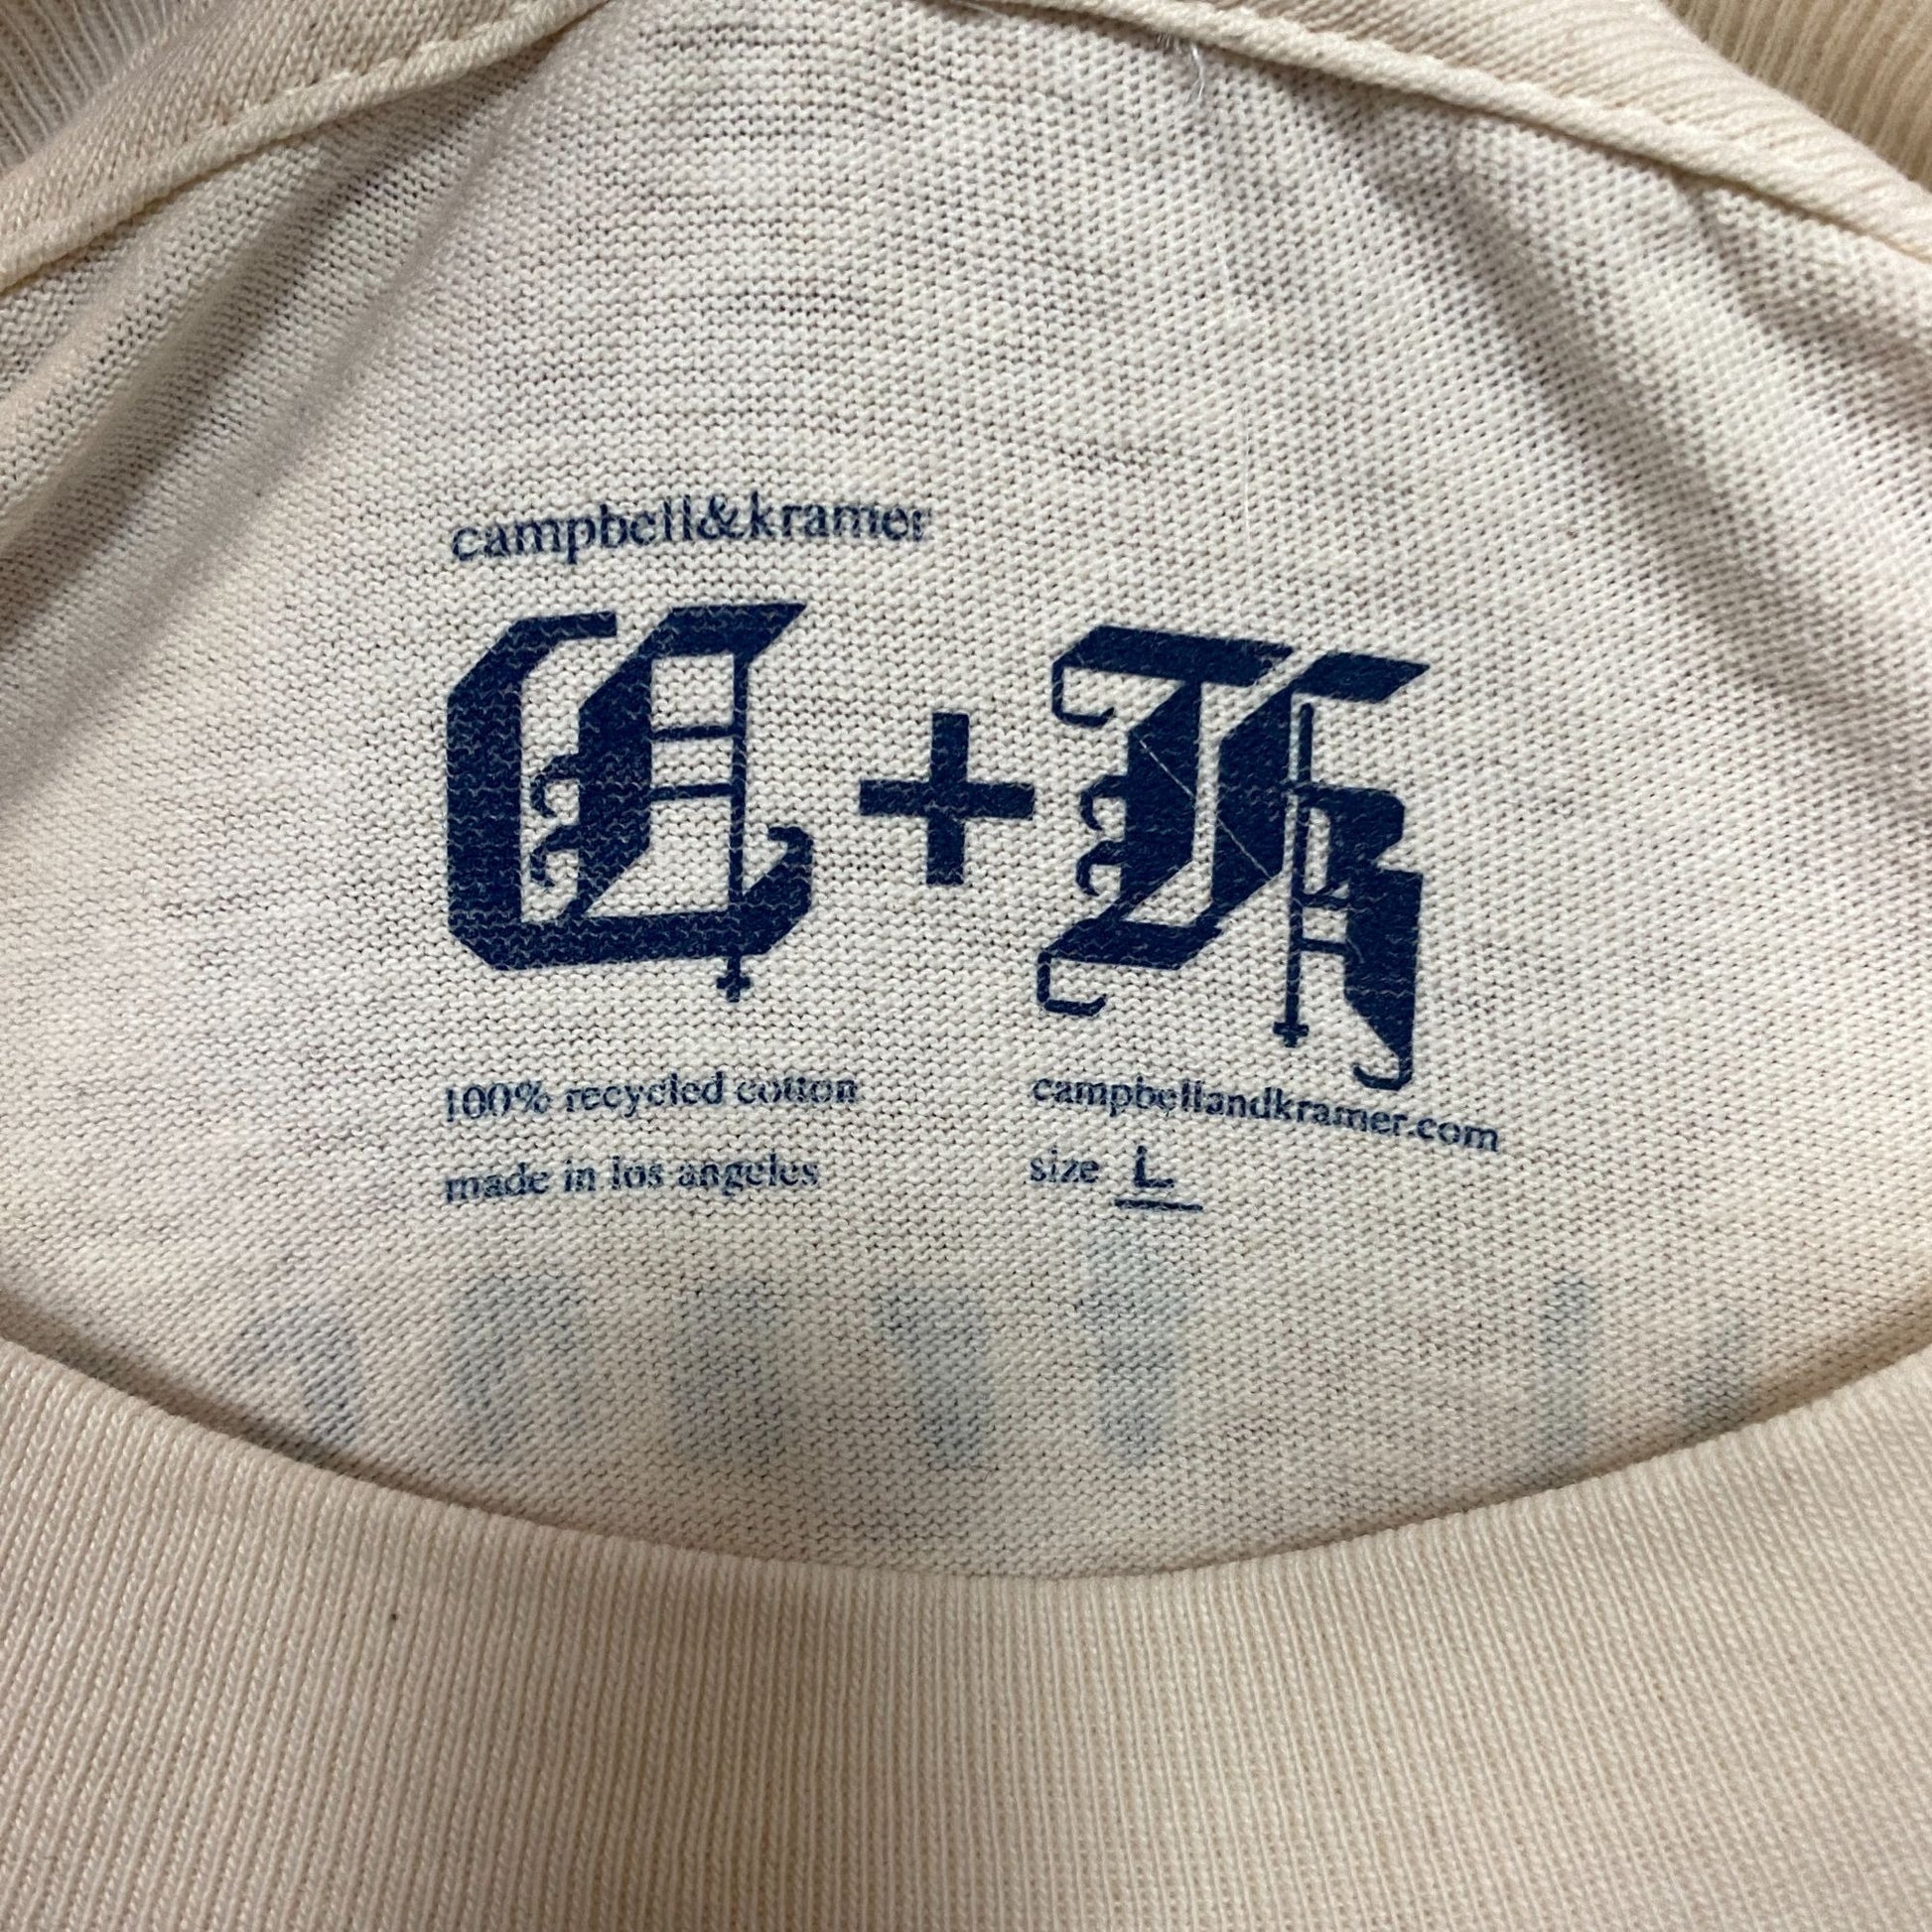 campbell&kramer
C+K
100% recycled cotton
made in los angeles
campbellandkramer.com
size L